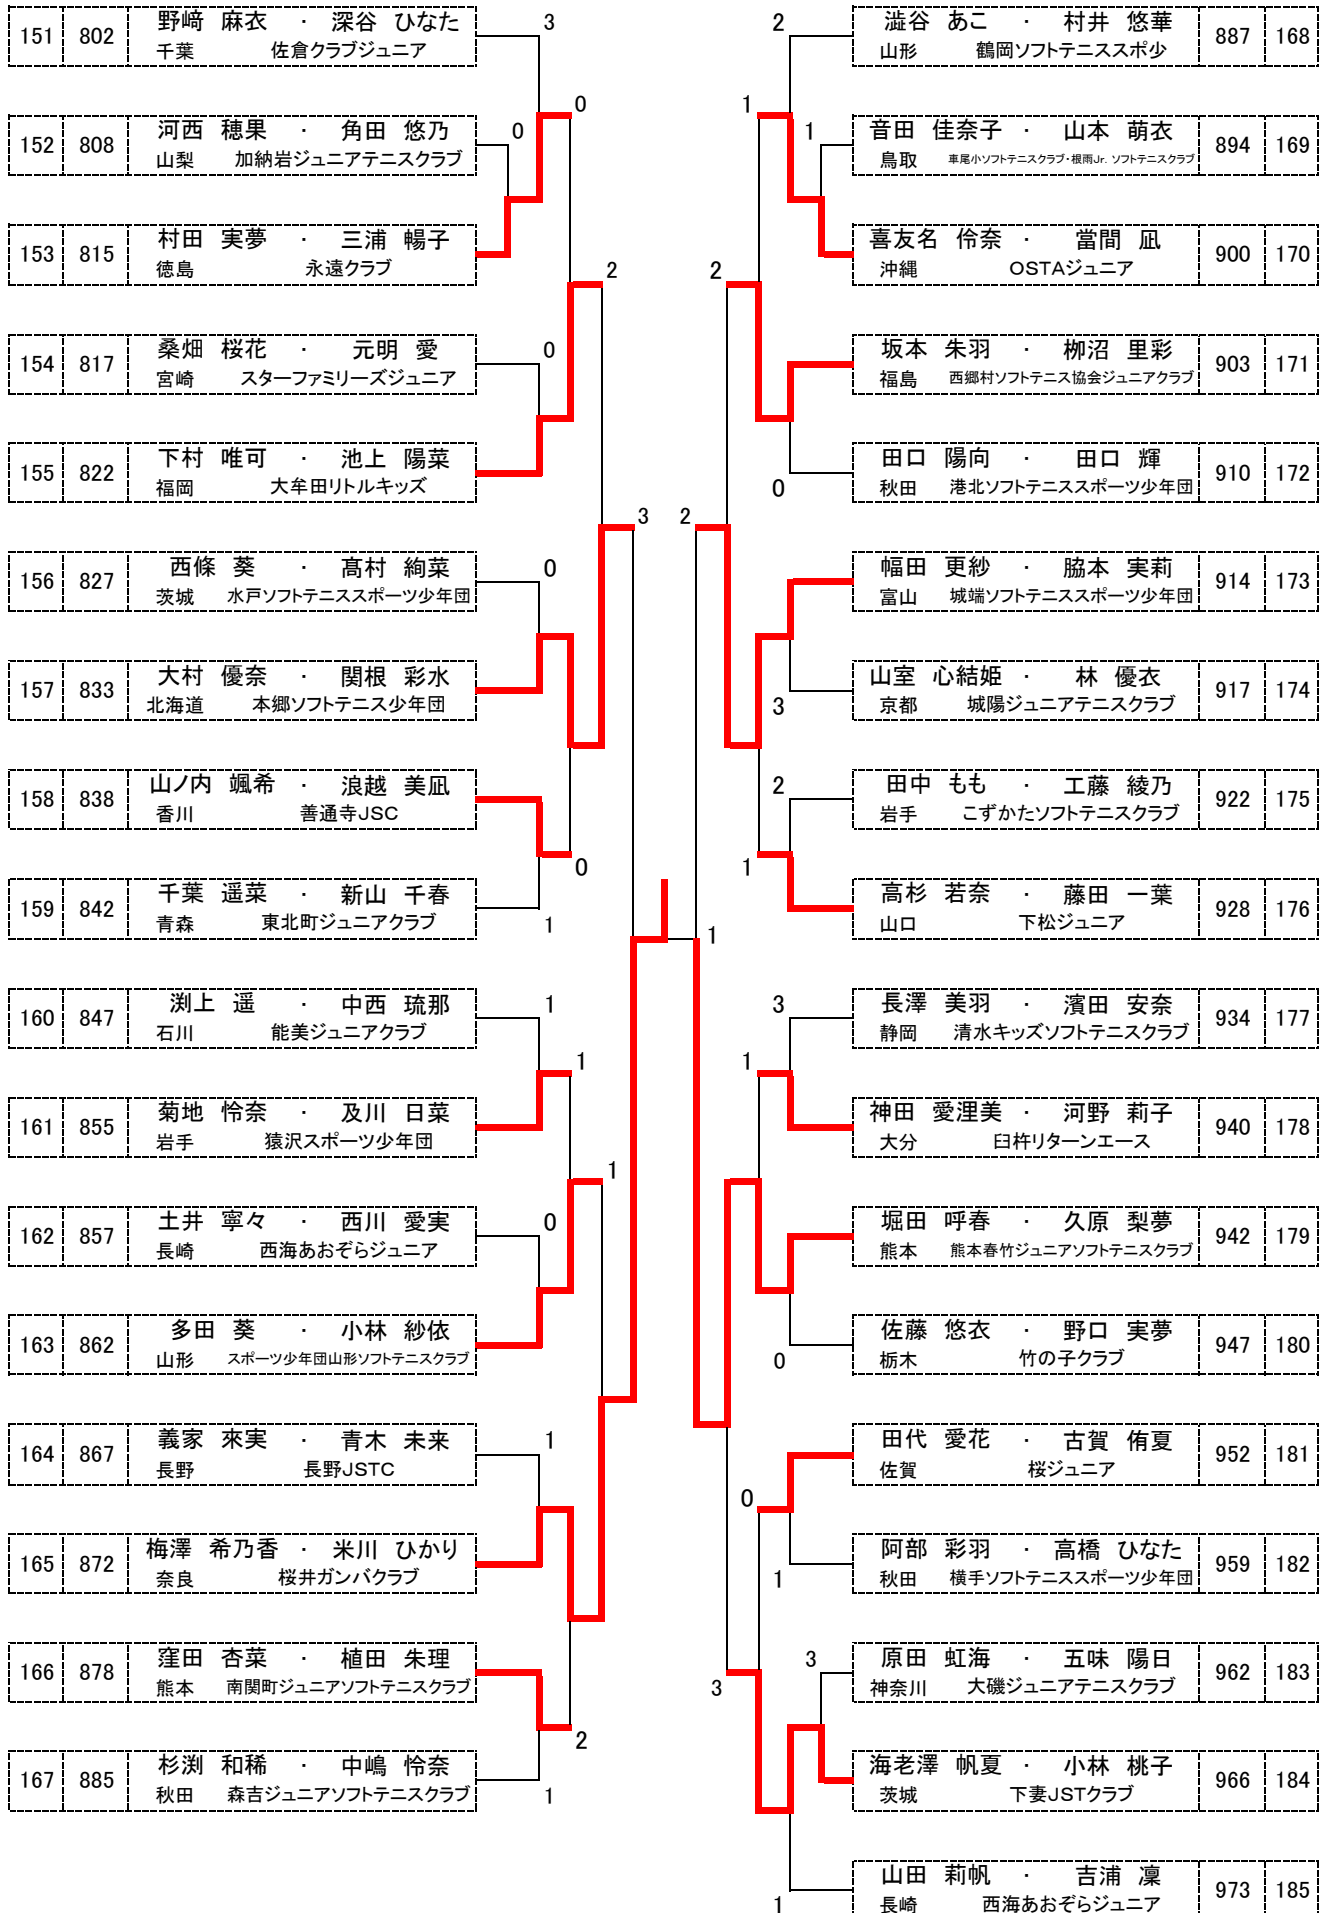 151 802 野﨑 麻衣 ・ 深谷 ひなた
千葉 佐倉クラブジュニア
3
152 808 河西 穂果 ・ 角田 悠乃
山梨 加納岩ジュニアテニスクラブ
0
0
153 815 村田 実夢 ・ 三浦 暢子
徳島 永遠クラブ
2
154 817 桑畑 桜花 ・ 元明 愛
宮崎 スターファミリーズジュニア
0
155 822 下村 唯可 ・ 池上 陽菜
福岡 大牟田リトルキッズ
3
156 827 西條 葵 ・ 髙村 絢菜
茨城 水戸ソフトテニススポーツ少年団
0
157 833 大村 優奈 ・ 関根 彩水
北海道 本郷ソフトテニス少年団
158 838 山ノ内 颯希 ・ 浪越 美凪
香川 善通寺JSC
0
159 842 千葉 遥菜 ・ 新山 千春
青森 東北町ジュニアクラブ
1
160 847 渕上 遥 ・ 中西 琉那
石川 能美ジュニアクラブ
1
1
161 855 菊地 怜奈 ・ 及川 日菜
岩手 猿沢スポーツ少年団
1
162 857 土井 寧々 ・ 西川 愛実
長崎 西海あおぞらジュニア
0
163 862 多田 葵 ・ 小林 紗依
山形 スポーツ少年団山形ソフトテニスクラブ
164 867 義家 來実 ・ 青木 未来
長野 長野JSTC
1
165 872 梅澤 希乃香 ・ 米川 ひかり
奈良 桜井ガンバクラブ
166 878 窪田 杏菜 ・ 植田 朱理
熊本 南関町ジュニアソフトテニスクラブ
2
167 885 杉渕 和稀 ・ 中嶋 怜奈
秋田 森吉ジュニアソフトテニスクラブ
1
2
澁谷 あこ ・ 村井 悠華 887 168
山形 鶴岡ソフトテニススポ少
1
1
音田 佳奈子 ・ 山本 萌衣 894 169
鳥取 車尾小ソフトテニスクラブ・根雨Jr. ソフトテニスクラブ
喜友名 伶奈 ・ 當間 凪 900 170
沖縄 OSTAジュニア
2
坂本 朱羽 ・ 栁沼 里彩 903 171
福島 西郷村ソフトテニス協会ジュニアクラブ
田口 陽向 ・ 田口 輝 910 172
秋田 港北ソフトテニススポーツ少年団
0
2
幅田 更紗 ・ 脇本 実莉 914 173
富山 城端ソフトテニススポーツ少年団
山室 心結姫 ・ 林 優衣 917 174
京都 城陽ジュニアテニスクラブ
3
2
田中 もも ・ 工藤 綾乃 922 175
岩手 こずかたソフトテニスクラブ
1
高杉 若奈 ・ 藤田 一葉 928 176
山口 下松ジュニア
1
3
長澤 美羽 ・ 濱田 安奈 934 177
静岡 清水キッズソフトテニスクラブ
1
神田 愛浬美 ・ 河野 莉子 940 178
大分 臼杵リターンエース
堀田 呼春 ・ 久原 梨夢 942 179
熊本 熊本春竹ジュニアソフトテニスクラブ
佐藤 悠衣 ・ 野口 実夢 947 180
栃木 竹の子クラブ
0
田代 愛花 ・ 古賀 侑夏 952 181
佐賀 桜ジュニア
0
阿部 彩羽 ・ 高橋 ひなた 959 182
秋田 横手ソフトテニススポーツ少年団
1
3
原田 虹海 ・ 五味 陽日 962 183
神奈川 大磯ジュニアテニスクラブ
3
海老澤 帆夏 ・ 小林 桃子 966 184
茨城 下妻JSTクラブ
山田 莉帆 ・ 吉浦 凜 973 185
長崎 西海あおぞらジュニア
1